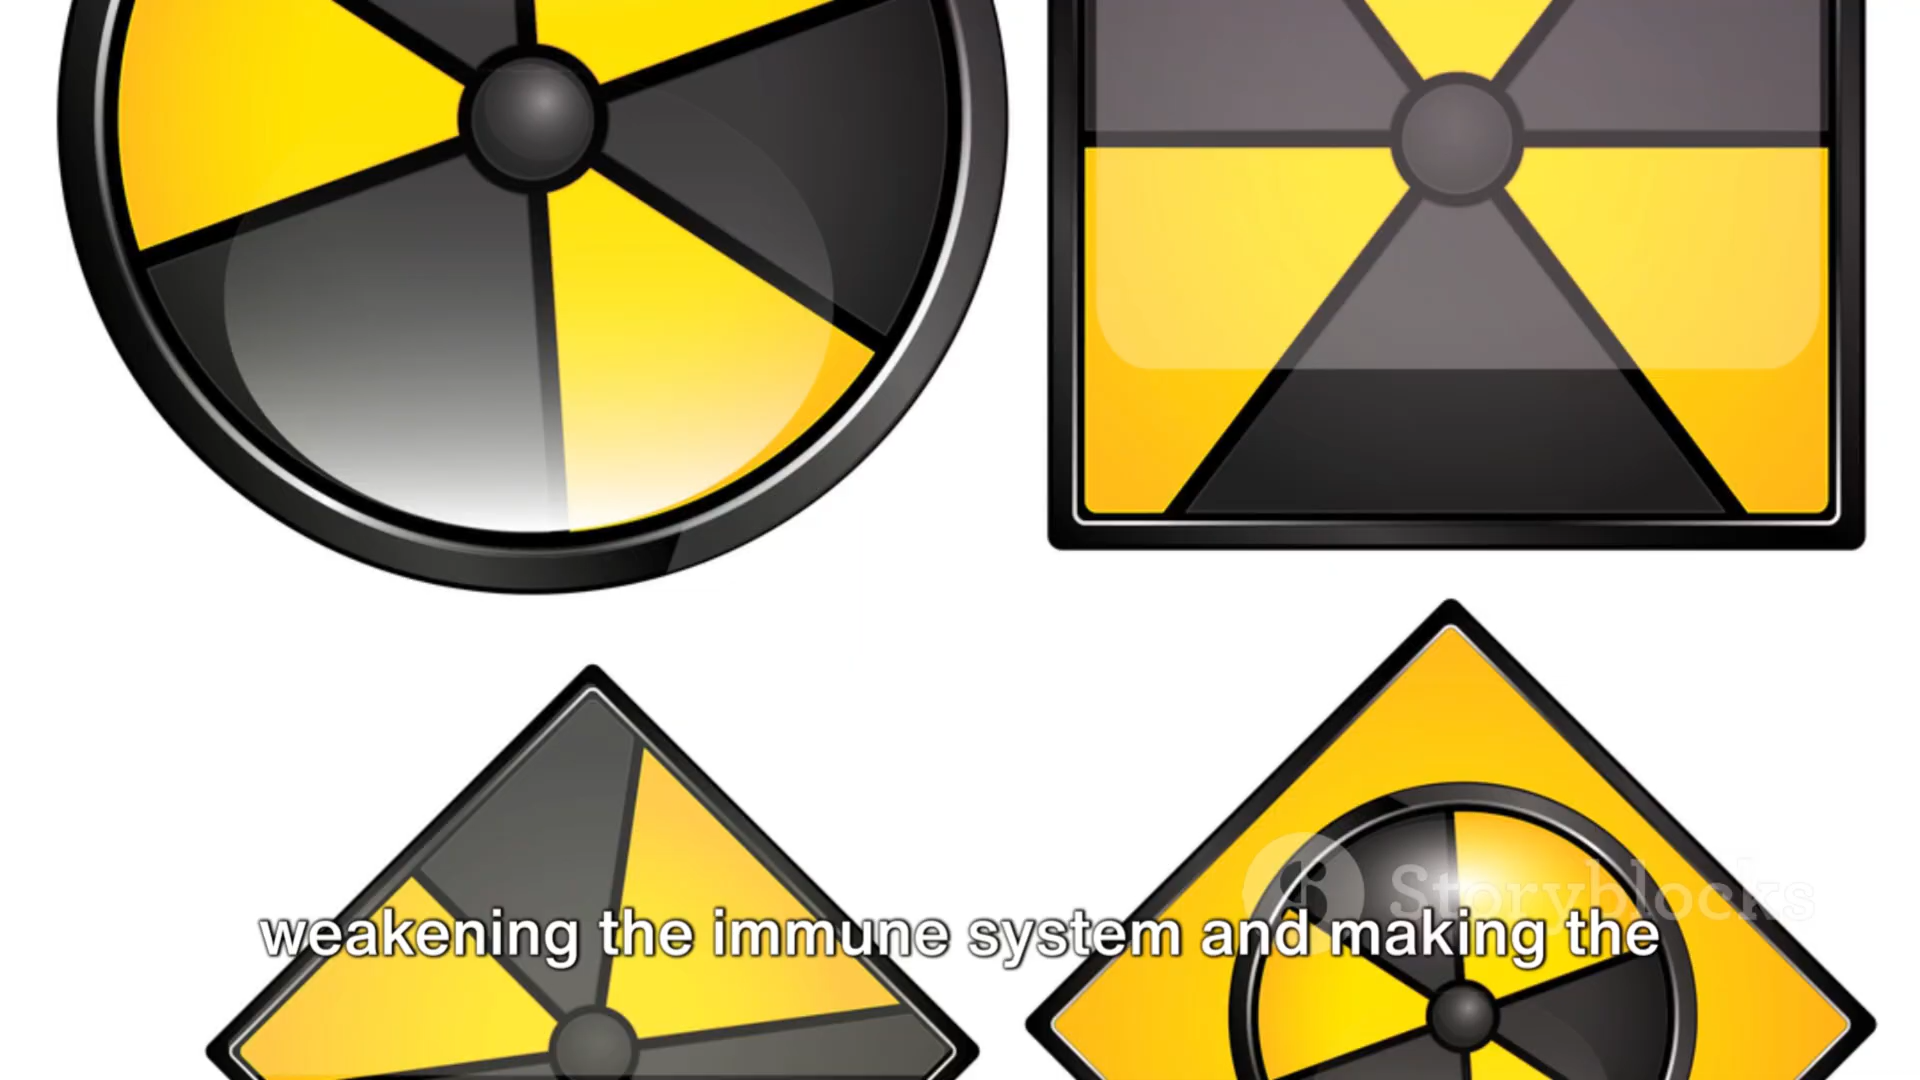 Storyblocks
weakening the immune system and making the